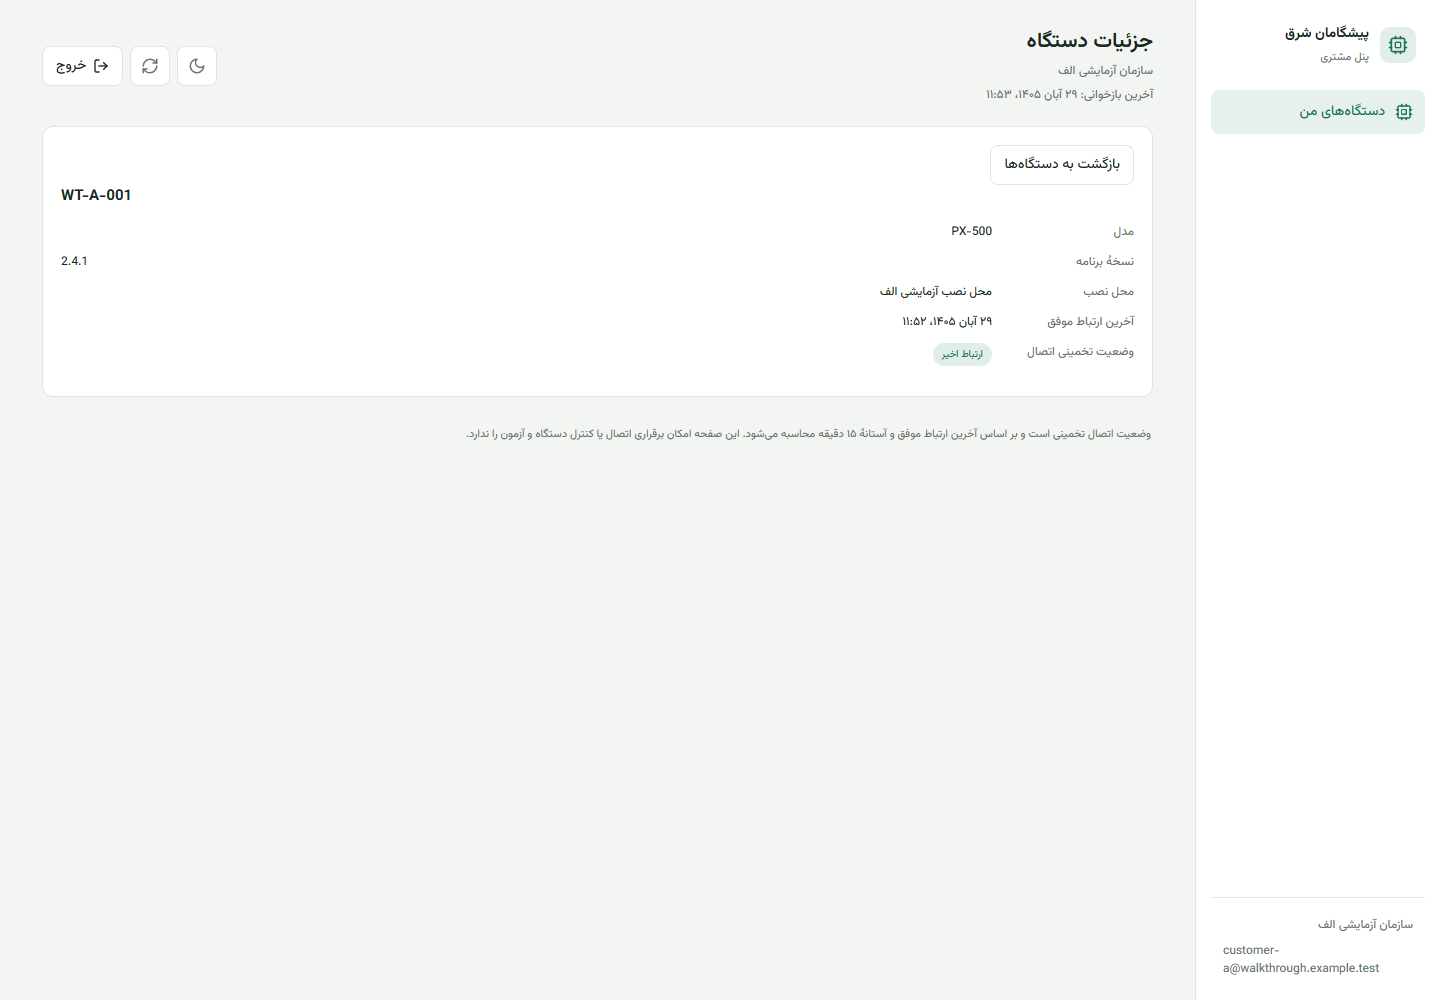 پیشگامان شرق
پنل مشتری
دستگاه‌های من
جزئیات دستگاه
سازمان آزمایشی الف
آخرین بازخوانی: ۲۹ آبان ۱۴۰۵، ۱۱:۵۳
خروج
بازگشت به دستگاه‌ها
WT-A-001
مدل PX-500
نسخهٔ برنامه 2.4.1
محل نصب محل نصب آزمایشی الف
آخرین ارتباط موفق ۲۹ آبان ۱۴۰۵، ۱۱:۵۲
وضعیت تخمینی اتصال ارتباط اخیر
وضعیت اتصال تخمینی است و بر اساس آخرین ارتباط موفق و آستانهٔ ۱۵ دقیقه محاسبه می‌شود. این صفحه امکان برقراری اتصال یا کنترل دستگاه و آزمون را ندارد.
سازمان آزمایشی الف
customer-
a@walkthrough.example.test